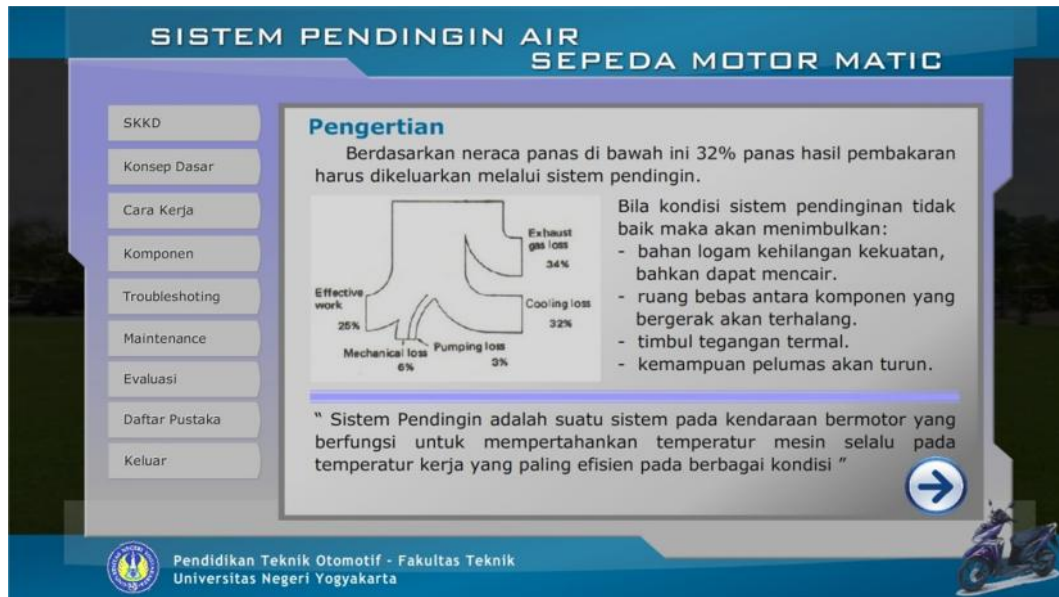 SISTEM PENDINGIN AIR
SEPEDA MOTOR MATIC
SKKD
Konsep Dasar
Cara Kerja
Komponen
Troubleshoting
Maintenance
Evaluasi
Daftar Pustaka
Keluar
Pengertian
Berdasarkan neraca panas di bawah ini 32% panas hasil pembakaran
harus dikeluarkan melalui sistem pendingin.
Exhaust
gas loss
34%
Effective
work
25%
Cooling loss
32%
Mechanical loss
6%
Pumping loss
3%
Bila kondisi sistem pendinginan tidak
baik maka akan menimbulkan:
- bahan logam kehilangan kekuatan,
bahkan dapat mencair.
- ruang bebas antara komponen yang
bergerak akan terhalang.
- timbul tegangan termal.
- kemampuan pelumas akan turun.
“ Sistem Pendingin adalah suatu sistem pada kendaraan bermotor yang
berfungsi untuk mempertahankan temperatur mesin selalu pada
temperatur kerja yang paling efisien pada berbagai kondisi ”
Pendidikan Teknik Otomotif - Fakultas Teknik
Universitas Negeri Yogyakarta